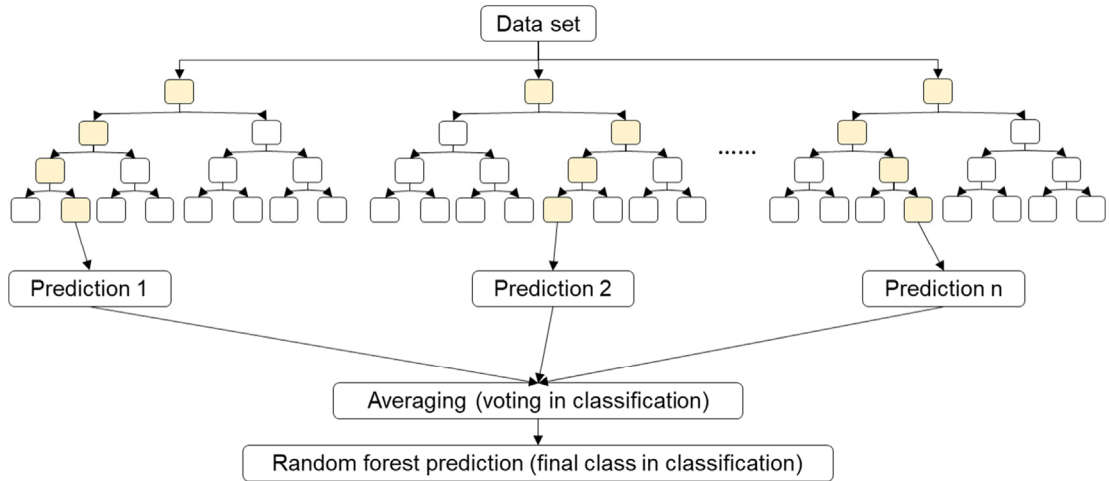 Data set
......
Prediction 1
Prediction 2
Prediction n
Averaging (voting in classification)
Random forest prediction (final class in classification)